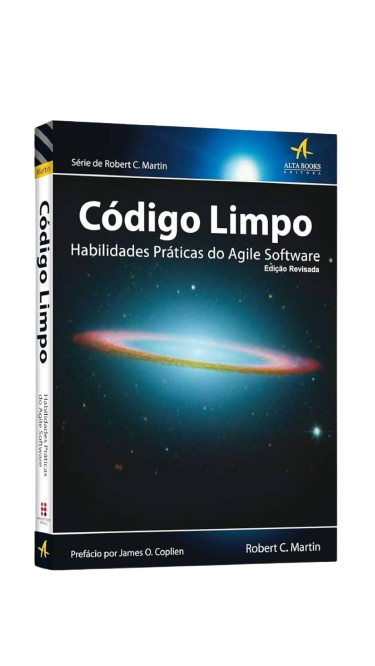 Série de Robert C. Martin
ALTA BOOKS
EDITORA
Código Limpo
Habilidades Práticas do Agile Software
Edição Revisada
Prefácio por James O. Coplien
Robert C. Martin
Martin
Código Limpo
Habilidades Práticas
do Agile Software